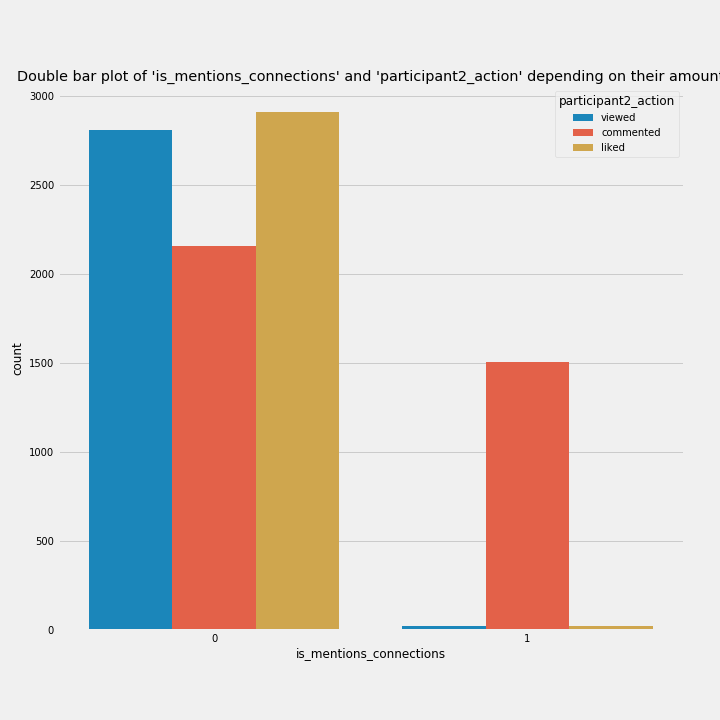 Double bar plot of 'is_mentions_connections' and 'participant2_action' depending on their amount
participant2_action
viewed
commented
liked
3000
2500
2000
1500
1000
500
0
count
0
1
is_mentions_connections